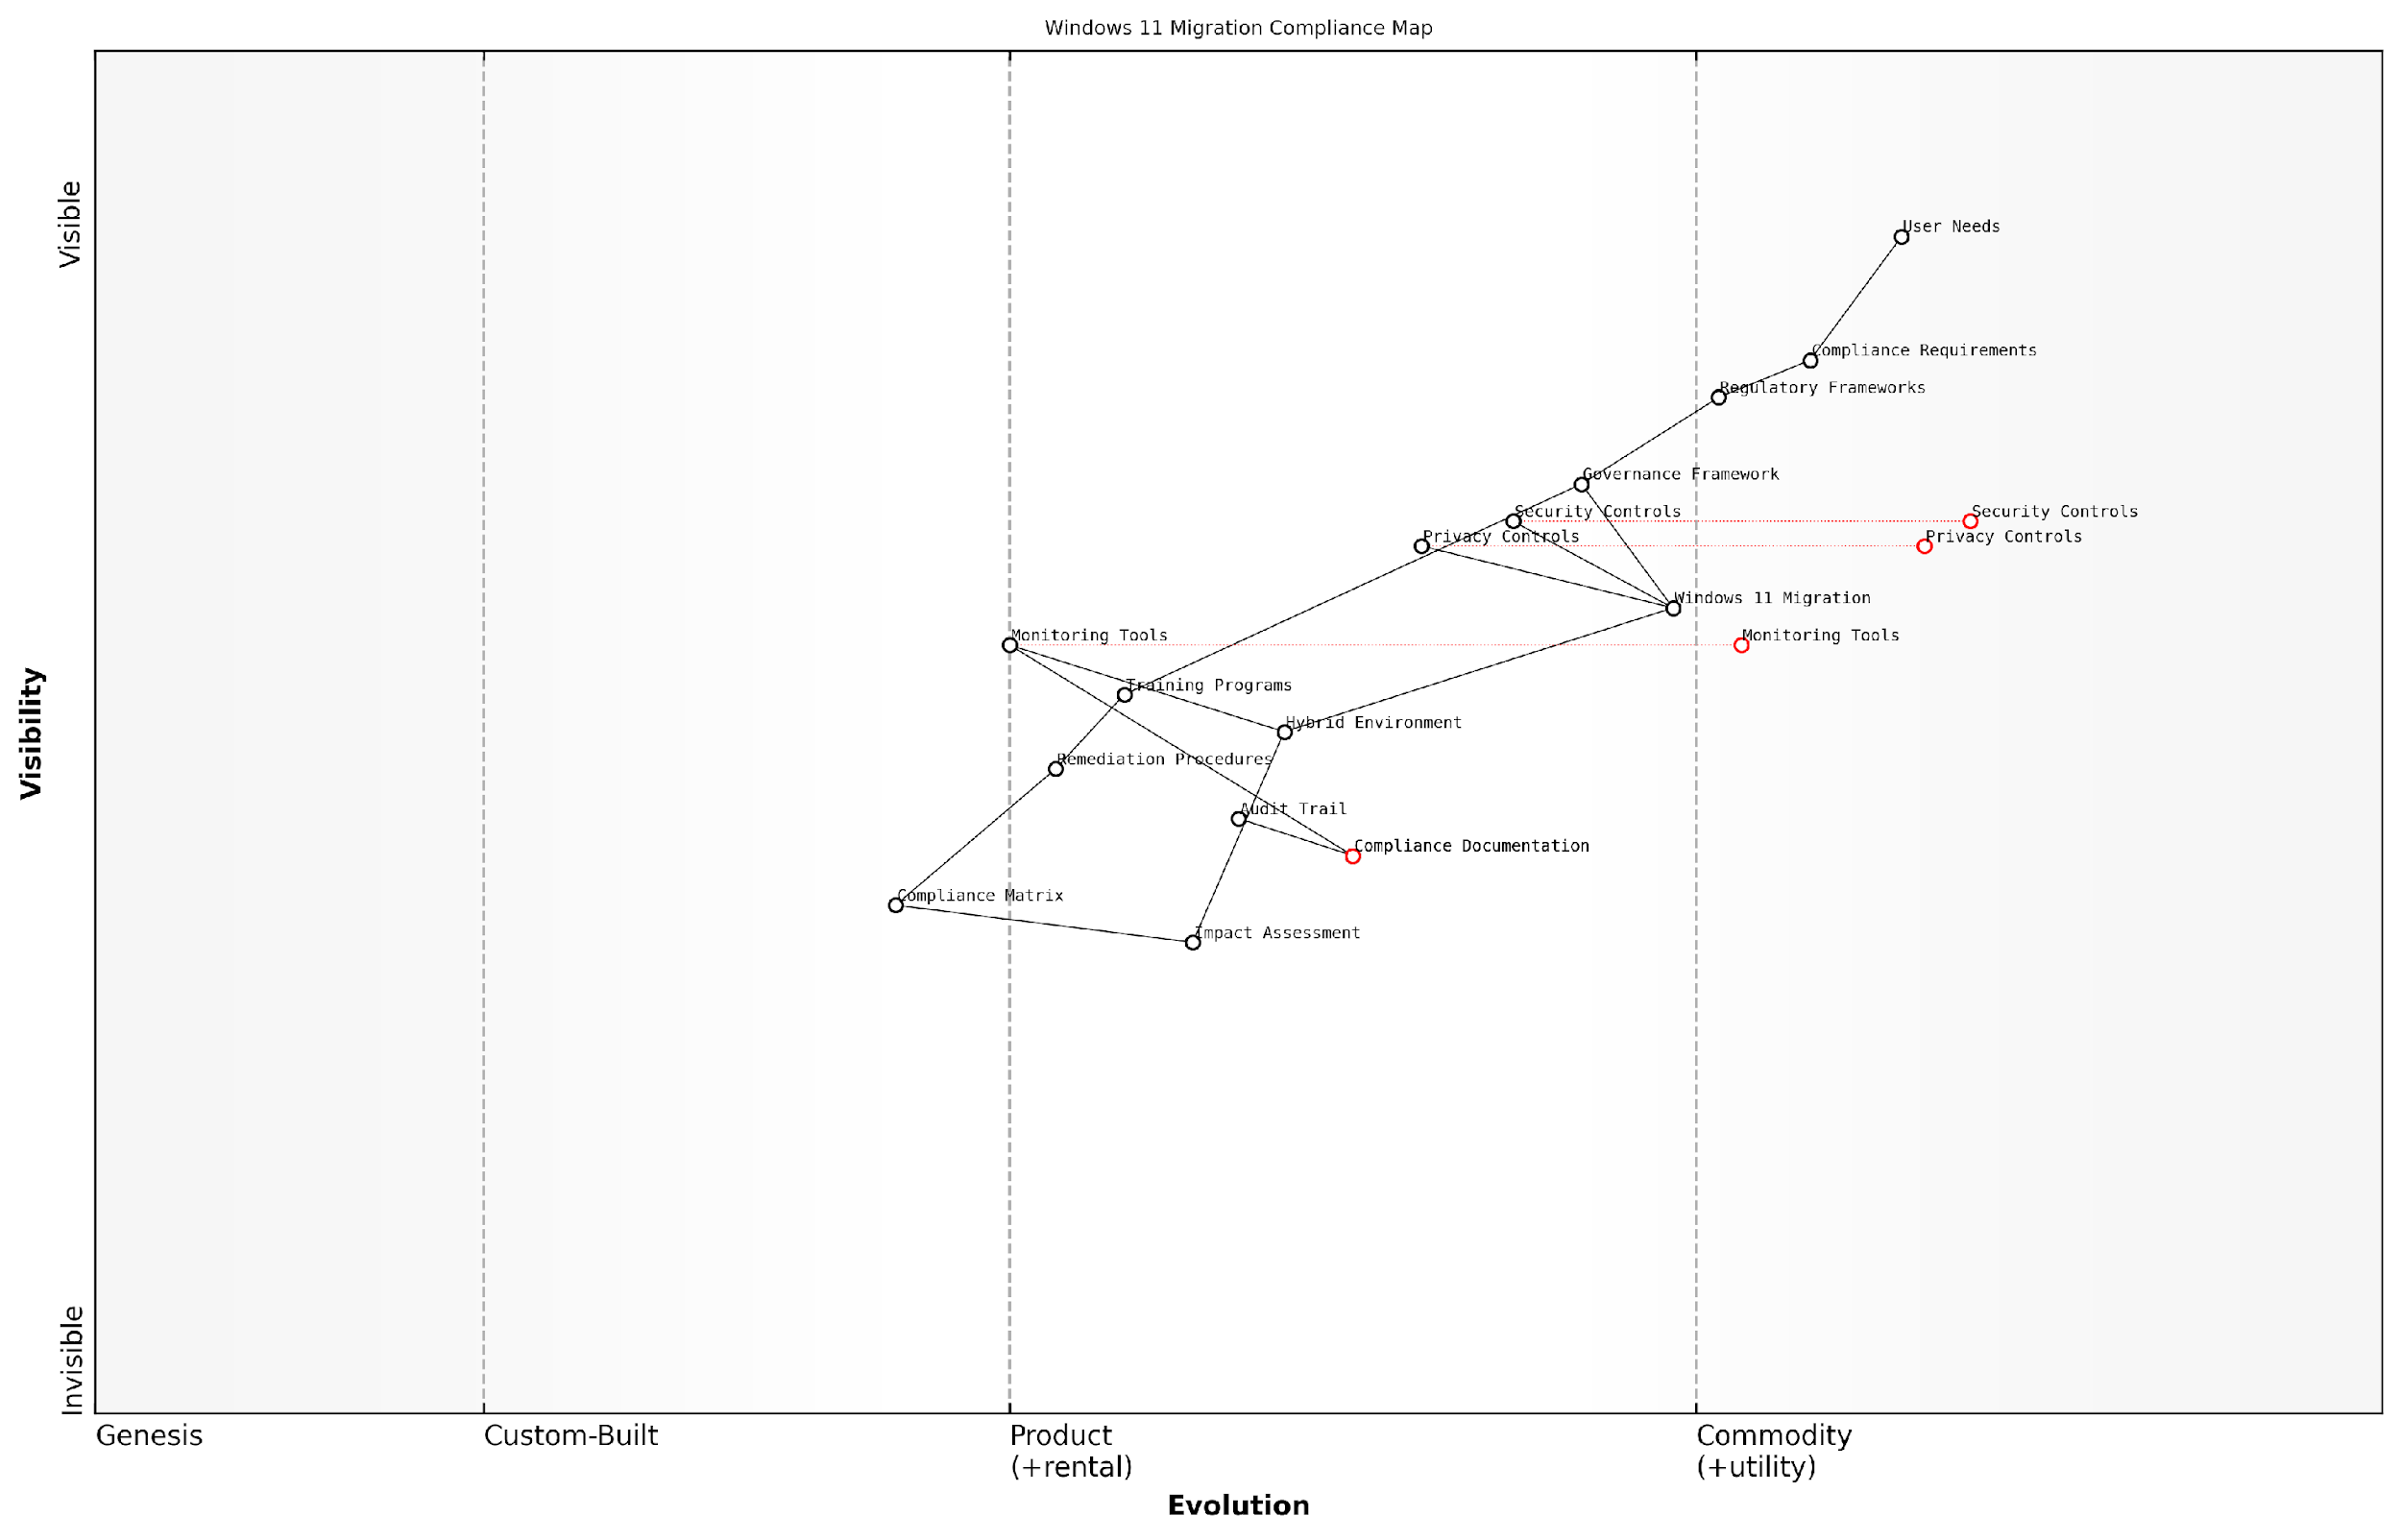 Windows 11 Migration Compliance Map
Visible
User Needs
Compliance Requirements
Regulatory Frameworks
Governance Framework
Security Controls
Security Controls
Privacy Controls
Privacy Controls
Windows 11 Migration
Monitoring Tools
Monitoring Tools
Training Programs
Hybrid Environment
Visibility
Remediation Procedures
Audit Trail
Compliance Documentation
Compliance Matrix
Impact Assessment
Invisible
Genesis
Custom-Built
Product
(+rental)
Commodity
(+utility)
Evolution